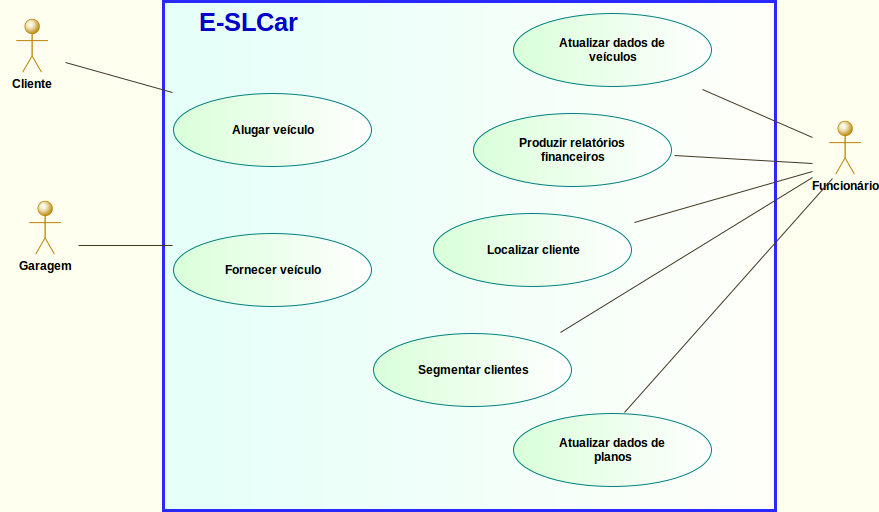 E-SLCar
Cliente
Alugar veículo
Garagem
Fornecer veículo
Atualizar dados de
veículos
Produzir relatórios
financeiros
Localizar cliente
Segmentar clientes
Atualizar dados de
planos
Funcionário